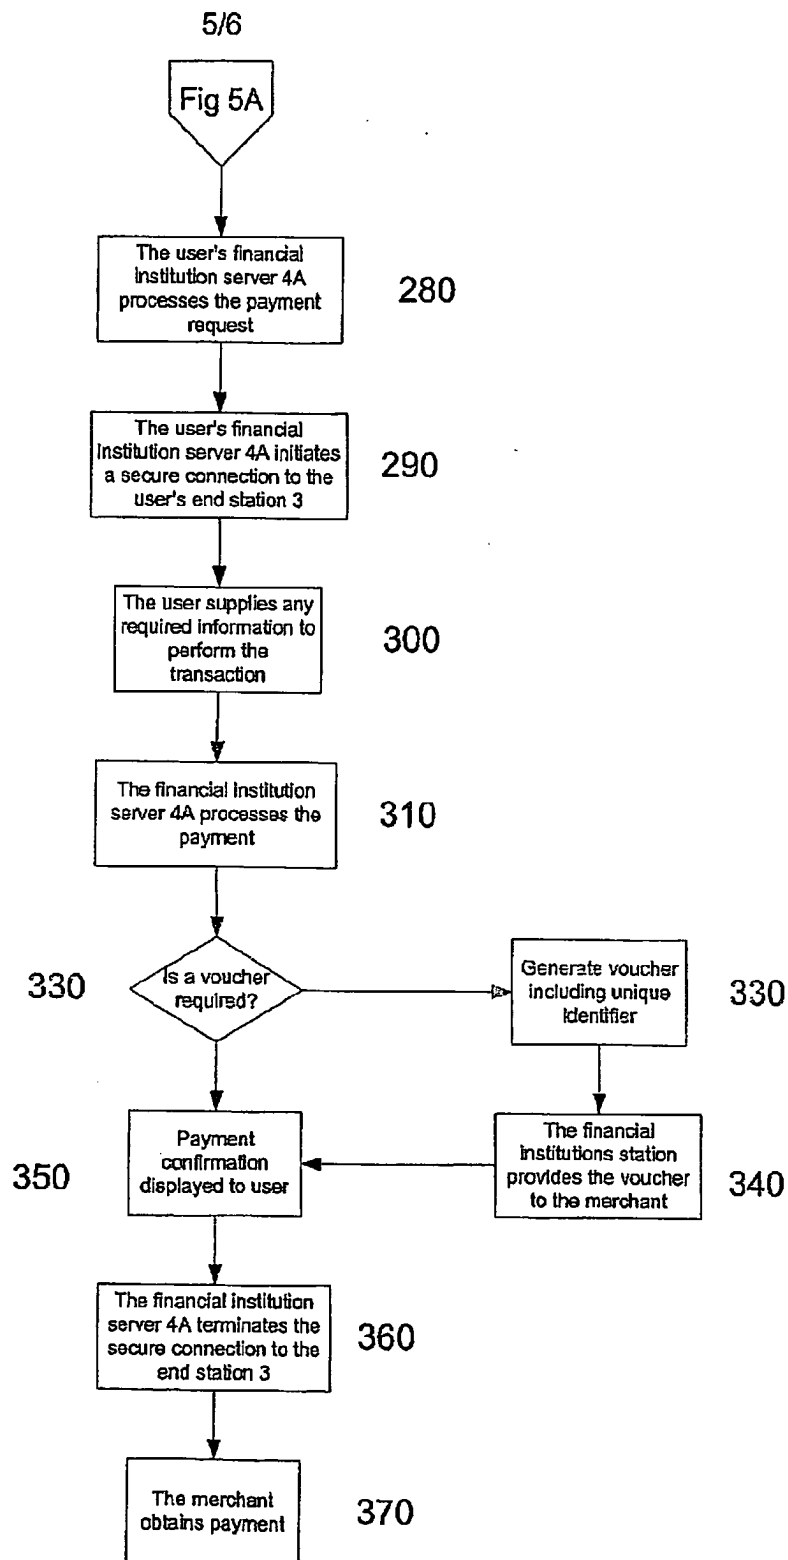 5/6
Fig 5A
The user's financial
institution server 4A
processes the payment
request
280
The user's financial
institution server 4A initiates
a secure connection to the
user's end station 3
290
The user supplies any
required information to
perform the
transaction
300
The financial institution
server 4A processes the
payment
310
330
Is a voucher
required?
Generate voucher
including unique
identifier
330
350
Payment
confirmation
displayed to user
The financial
institutions station
provides the voucher
to the merchant
340
The financial institution
server 4A terminates the
secure connection to the
end station 3
360
The merchant
obtains payment
370